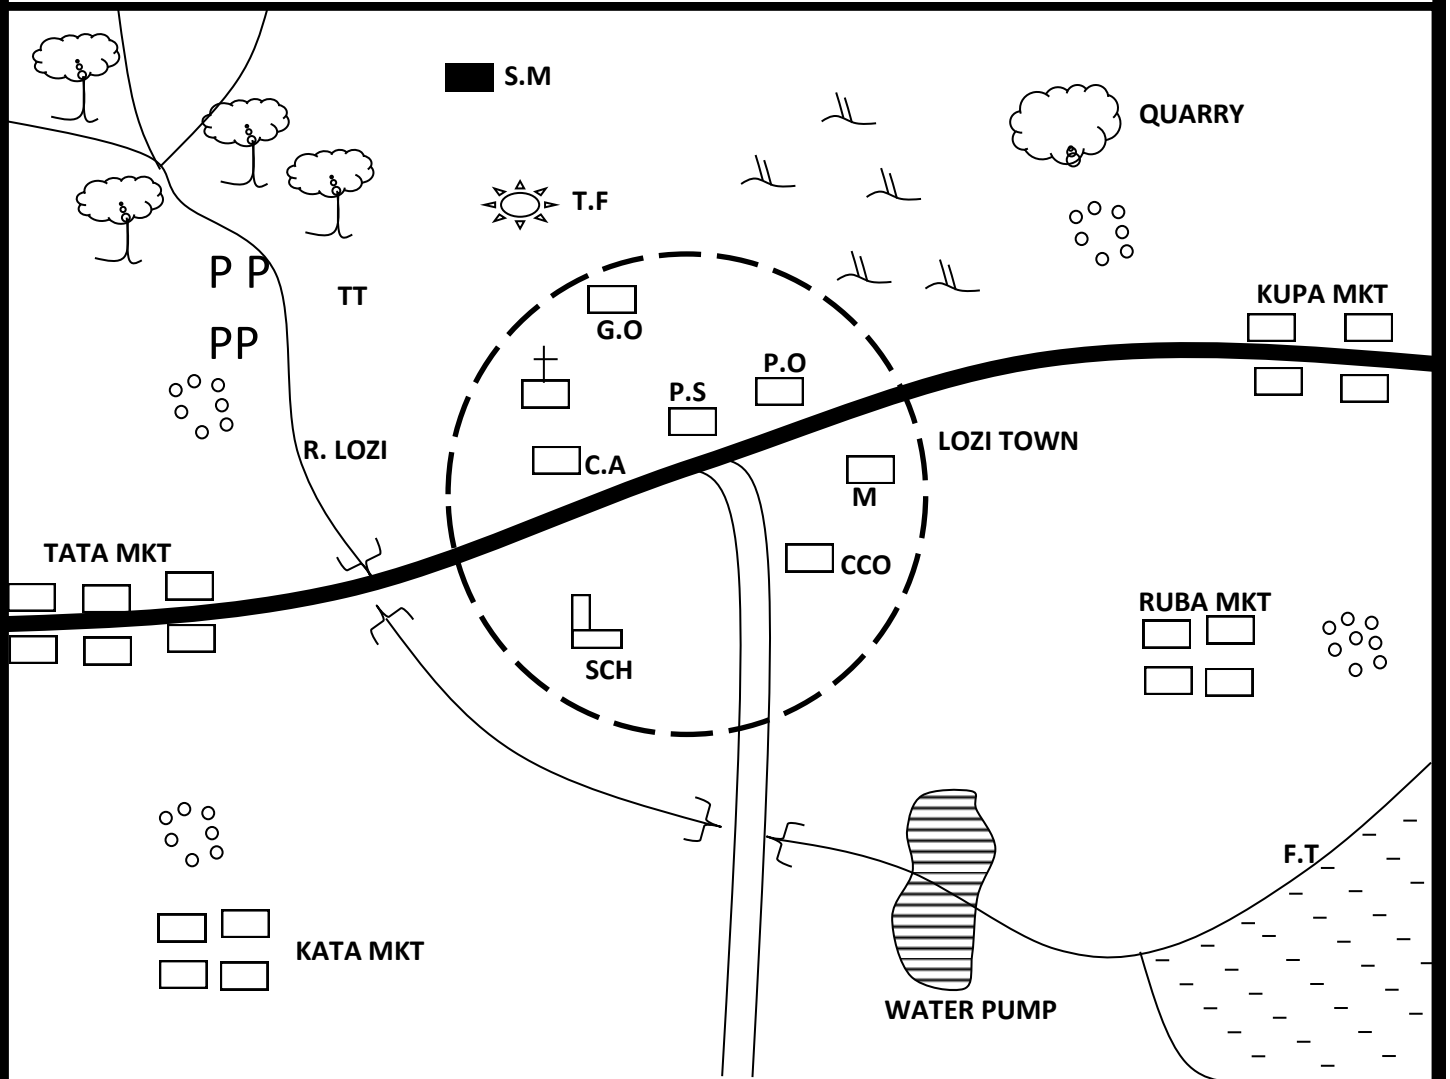 S.M
QUARRY
T.F
P P
TT
KUPA MKT
G.O
PP
P.O
P.S
LOZI TOWN
R. LOZI
C.A
M
TATA MKT
CCO
RUBA MKT
SCH
F.T
KATA MKT
WATER PUMP